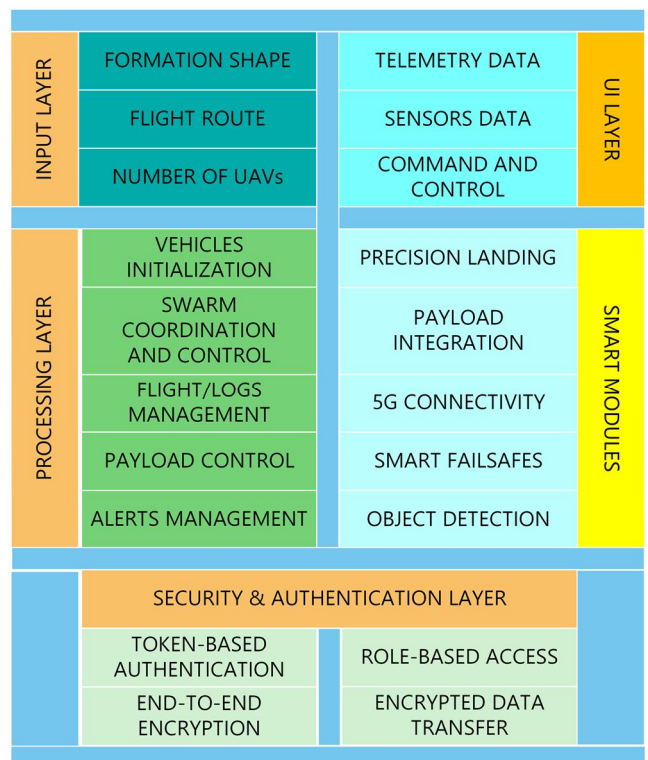 INPUT LAYER
FORMATION SHAPE
FLIGHT ROUTE
NUMBER OF UAVs
TELEMETRY DATA
SENSORS DATA
COMMAND AND
CONTROL
UI LAYER
PROCESSING LAYER
VEHICLES
INITIALIZATION
SWARM
COORDINATION
AND CONTROL
FLIGHT/LOGS
MANAGEMENT
PAYLOAD CONTROL
ALERTS MANAGEMENT
PRECISION LANDING
PAYLOAD
INTEGRATION
5G CONNECTIVITY
SMART FAILSAFES
OBJECT DETECTION
SMART MODULES
SECURITY & AUTHENTICATION LAYER
TOKEN-BASED
AUTHENTICATION
ROLE-BASED ACCESS
END-TO-END
ENCRYPTION
ENCRYPTED DATA
TRANSFER